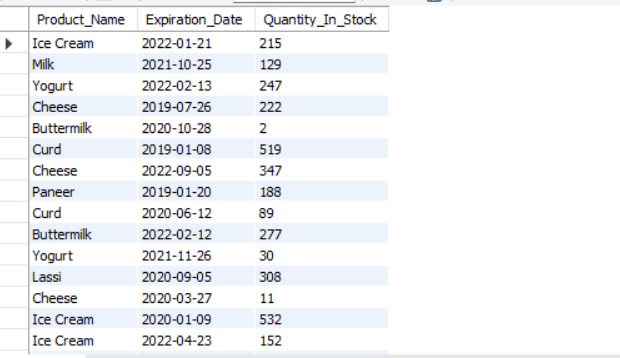 Product_Name Expiration_Date Quantity_In_Stock
Ice Cream 2022-01-21 215
Milk 2021-10-25 129
Yogurt 2022-02-13 247
Cheese 2019-07-26 222
Buttermilk 2020-10-28 2
Curd 2019-01-08 519
Cheese 2022-09-05 347
Paneer 2019-01-20 188
Curd 2020-06-12 89
Buttermilk 2022-02-12 277
Yogurt 2021-11-26 30
Lassi 2020-09-05 308
Cheese 2020-03-27 11
Ice Cream 2020-01-09 532
Ice Cream 2022-04-23 152